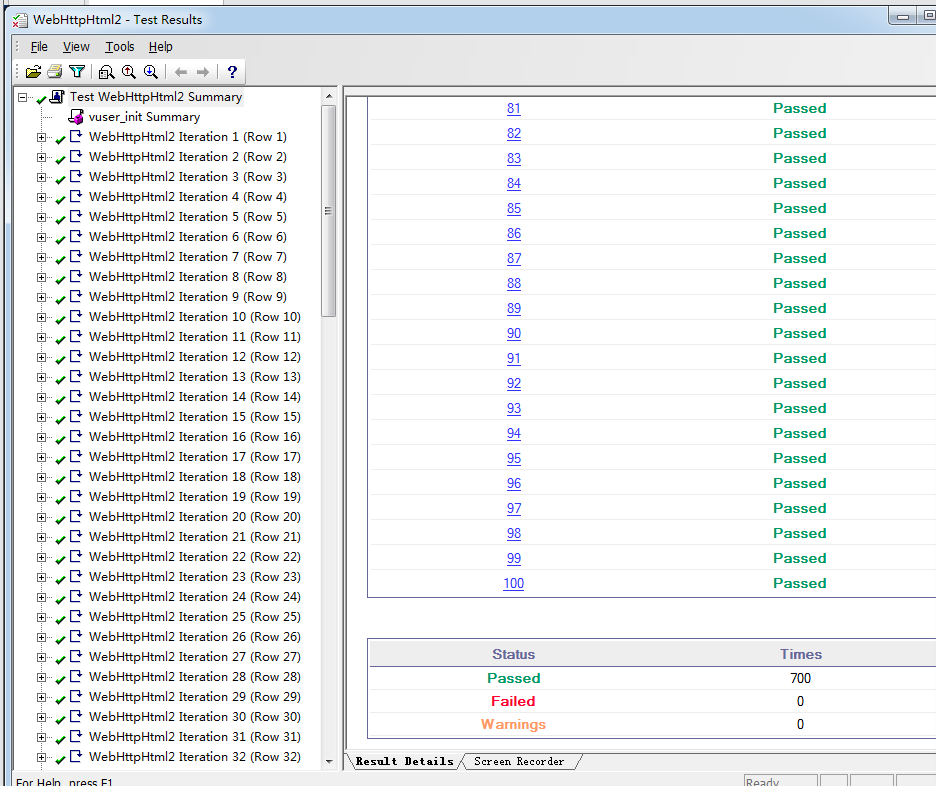 WebHttpHtml2 - Test Results
File View Tools Help
Test WebHttpHtml2 Summary
vuser_init Summary
WebHttpHtml2 Iteration 1 (Row 1)
WebHttpHtml2 Iteration 2 (Row 2)
WebHttpHtml2 Iteration 3 (Row 3)
WebHttpHtml2 Iteration 4 (Row 4)
WebHttpHtml2 Iteration 5 (Row 5)
WebHttpHtml2 Iteration 6 (Row 6)
WebHttpHtml2 Iteration 7 (Row 7)
WebHttpHtml2 Iteration 8 (Row 8)
WebHttpHtml2 Iteration 9 (Row 9)
WebHttpHtml2 Iteration 10 (Row 10)
WebHttpHtml2 Iteration 11 (Row 11)
WebHttpHtml2 Iteration 12 (Row 12)
WebHttpHtml2 Iteration 13 (Row 13)
WebHttpHtml2 Iteration 14 (Row 14)
WebHttpHtml2 Iteration 15 (Row 15)
WebHttpHtml2 Iteration 16 (Row 16)
WebHttpHtml2 Iteration 17 (Row 17)
WebHttpHtml2 Iteration 18 (Row 18)
WebHttpHtml2 Iteration 19 (Row 19)
WebHttpHtml2 Iteration 20 (Row 20)
WebHttpHtml2 Iteration 21 (Row 21)
WebHttpHtml2 Iteration 22 (Row 22)
WebHttpHtml2 Iteration 23 (Row 23)
WebHttpHtml2 Iteration 24 (Row 24)
WebHttpHtml2 Iteration 25 (Row 25)
WebHttpHtml2 Iteration 26 (Row 26)
WebHttpHtml2 Iteration 27 (Row 27)
WebHttpHtml2 Iteration 28 (Row 28)
WebHttpHtml2 Iteration 29 (Row 29)
WebHttpHtml2 Iteration 30 (Row 30)
WebHttpHtml2 Iteration 31 (Row 31)
WebHttpHtml2 Iteration 32 (Row 32)
81 Passed
82 Passed
83 Passed
84 Passed
85 Passed
86 Passed
87 Passed
88 Passed
89 Passed
90 Passed
91 Passed
92 Passed
93 Passed
94 Passed
95 Passed
96 Passed
97 Passed
98 Passed
99 Passed
100 Passed
Status Times
Passed 700
Failed 0
Warnings 0
Result Details Screen Recorder
For Help, press F1 Ready